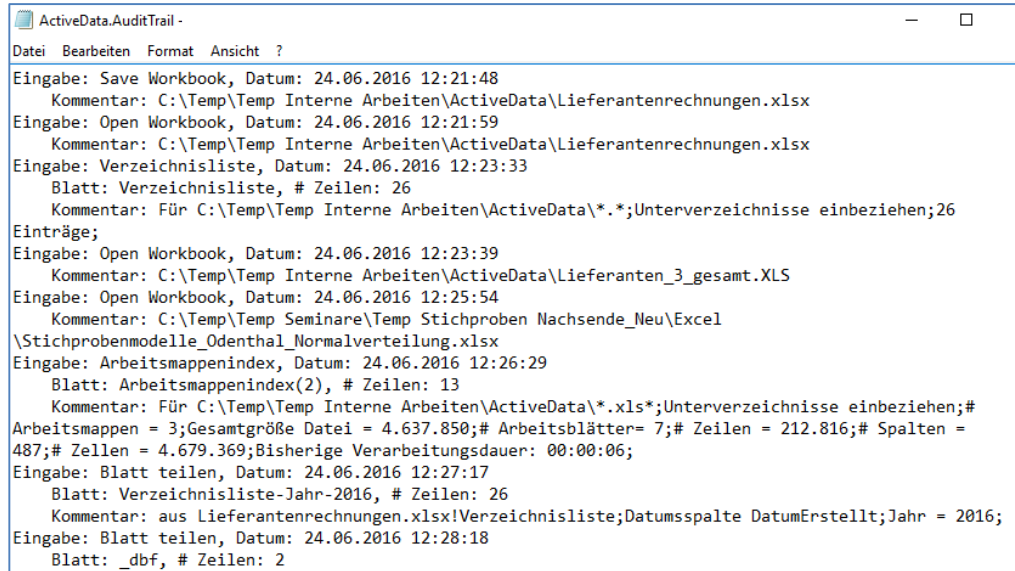 ActiveData.AuditTrail -
Datei Bearbeiten Format Ansicht ?
Eingabe: Save Workbook, Datum: 24.06.2016 12:21:48
Kommentar: C:\Temp\Temp Interne Arbeiten\ActiveData\Lieferantenrechnungen.xlsx
Eingabe: Open Workbook, Datum: 24.06.2016 12:21:59
Kommentar: C:\Temp\Temp Interne Arbeiten\ActiveData\Lieferantenrechnungen.xlsx
Eingabe: Verzeichnisliste, Datum: 24.06.2016 12:23:33
Blatt: Verzeichnisliste, # Zeilen: 26
Kommentar: Für C:\Temp\Temp Interne Arbeiten\ActiveData\*.*;Unterverzeichnisse einbeziehen;26
Einträge;
Eingabe: Open Workbook, Datum: 24.06.2016 12:23:39
Kommentar: C:\Temp\Temp Interne Arbeiten\ActiveData\Lieferanten_3_gesamt.XLS
Eingabe: Open Workbook, Datum: 24.06.2016 12:25:54
Kommentar: C:\Temp\Temp Seminare\Temp Stichproben Nachsende_Neu\Excel
\Stichprobenmodelle_Odenthal_Normalverteilung.xlsx
Eingabe: Arbeitsmappenindex, Datum: 24.06.2016 12:26:29
Blatt: Arbeitsmappenindex(2), # Zeilen: 13
Kommentar: Für C:\Temp\Temp Interne Arbeiten\ActiveData\*.xls*;Unterverzeichnisse einbeziehen;#
Arbeitsmappen = 3;Gesamtgröße Datei = 4.637.850;# Arbeitsblätter= 7;# Zeilen = 212.816;# Spalten =
487;# Zellen = 4.679.369;Bisherige Verarbeitungsdauer: 00:00:06;
Eingabe: Blatt teilen, Datum: 24.06.2016 12:27:17
Blatt: Verzeichnisliste-Jahr-2016, # Zeilen: 26
Kommentar: aus Lieferantenrechnungen.xlsx!Verzeichnisliste;Datumsspalte DatumErstellt;Jahr = 2016;
Eingabe: Blatt teilen, Datum: 24.06.2016 12:28:18
Blatt: _dbf, # Zeilen: 2